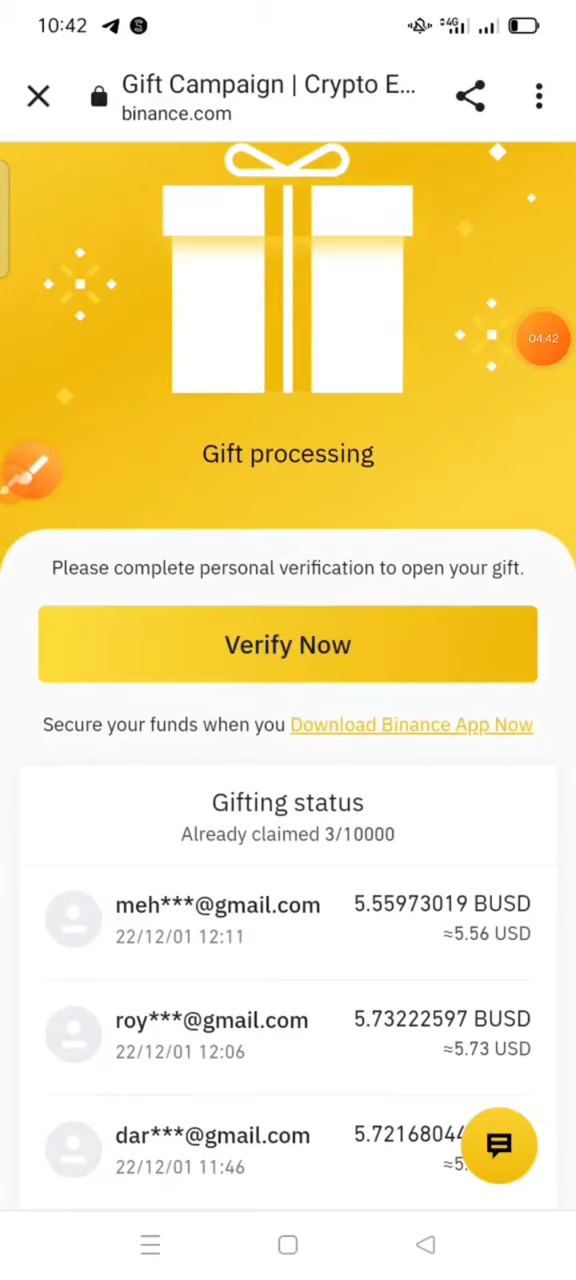 10:42
4G
Gift Campaign | Crypto E...
binance.com
04:42
Gift processing
Please complete personal verification to open your gift.
Verify Now
Secure your funds when you Download Binance App Now
Gifting status
Already claimed 3/10000
meh***@gmail.com 5.55973019 BUSD
22/12/01 12:11 ≈5.56 USD
roy***@gmail.com 5.73222597 BUSD
22/12/01 12:06 ≈5.73 USD
dar***@gmail.com 5.7216804
22/12/01 11:46 ≈5.